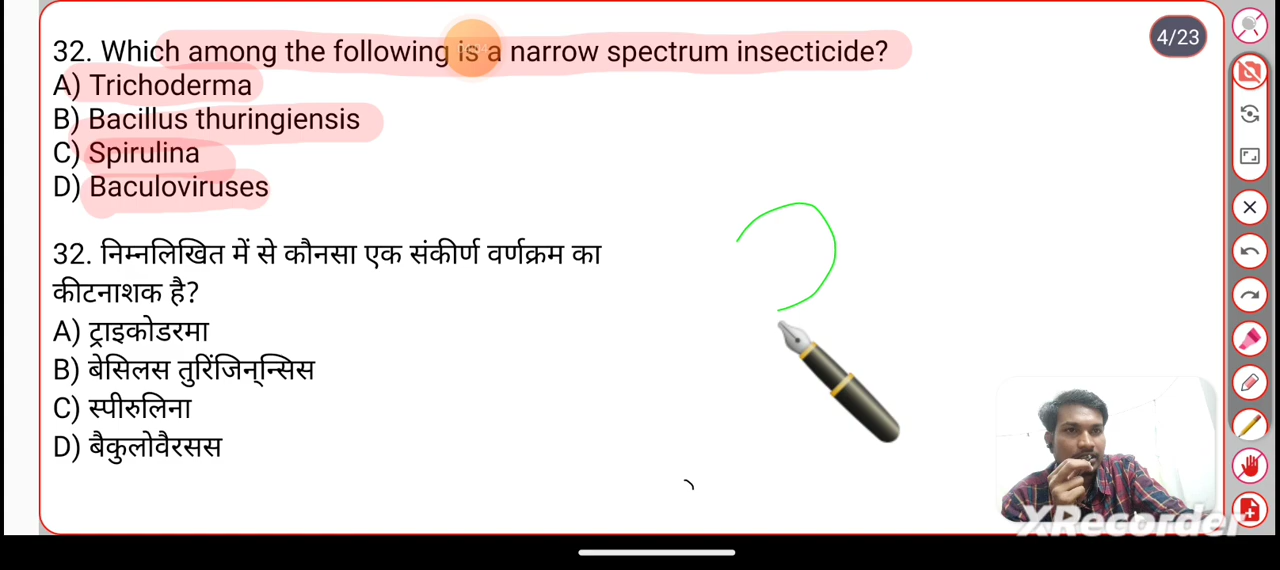 32. Which among the following is a narrow spectrum insecticide?
4/23
A) Trichoderma
B) Bacillus thuringiensis
C) Spirulina
D) Baculoviruses
32. निम्नलिखित में से कौनसा एक संकीर्ण वर्णक्रम का
कीटनाशक है?
A) ट्राइकोडरमा
B) बेसिलस तुरिंजिन्न्सिस
C) स्पीरुलिना
D) बैकुलोवैरसस
XRecorder